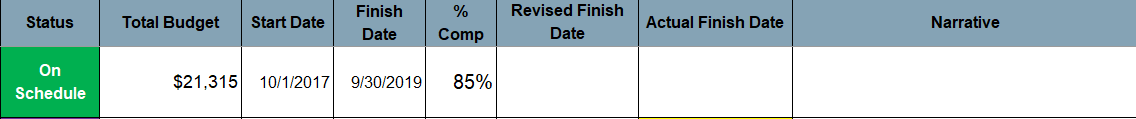 Status Total Budget Start Date Finish Date % Comp Revised Finish Date Actual Finish Date Narrative
On Schedule $21,315 10/1/2017 9/30/2019 85%